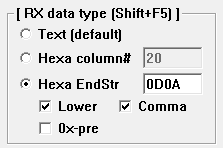 [ RX data type (Shift+F5) ]
Text (default)
Hexa column# 20
Hexa EndStr 0D0A
Lower Comma
0x-pre